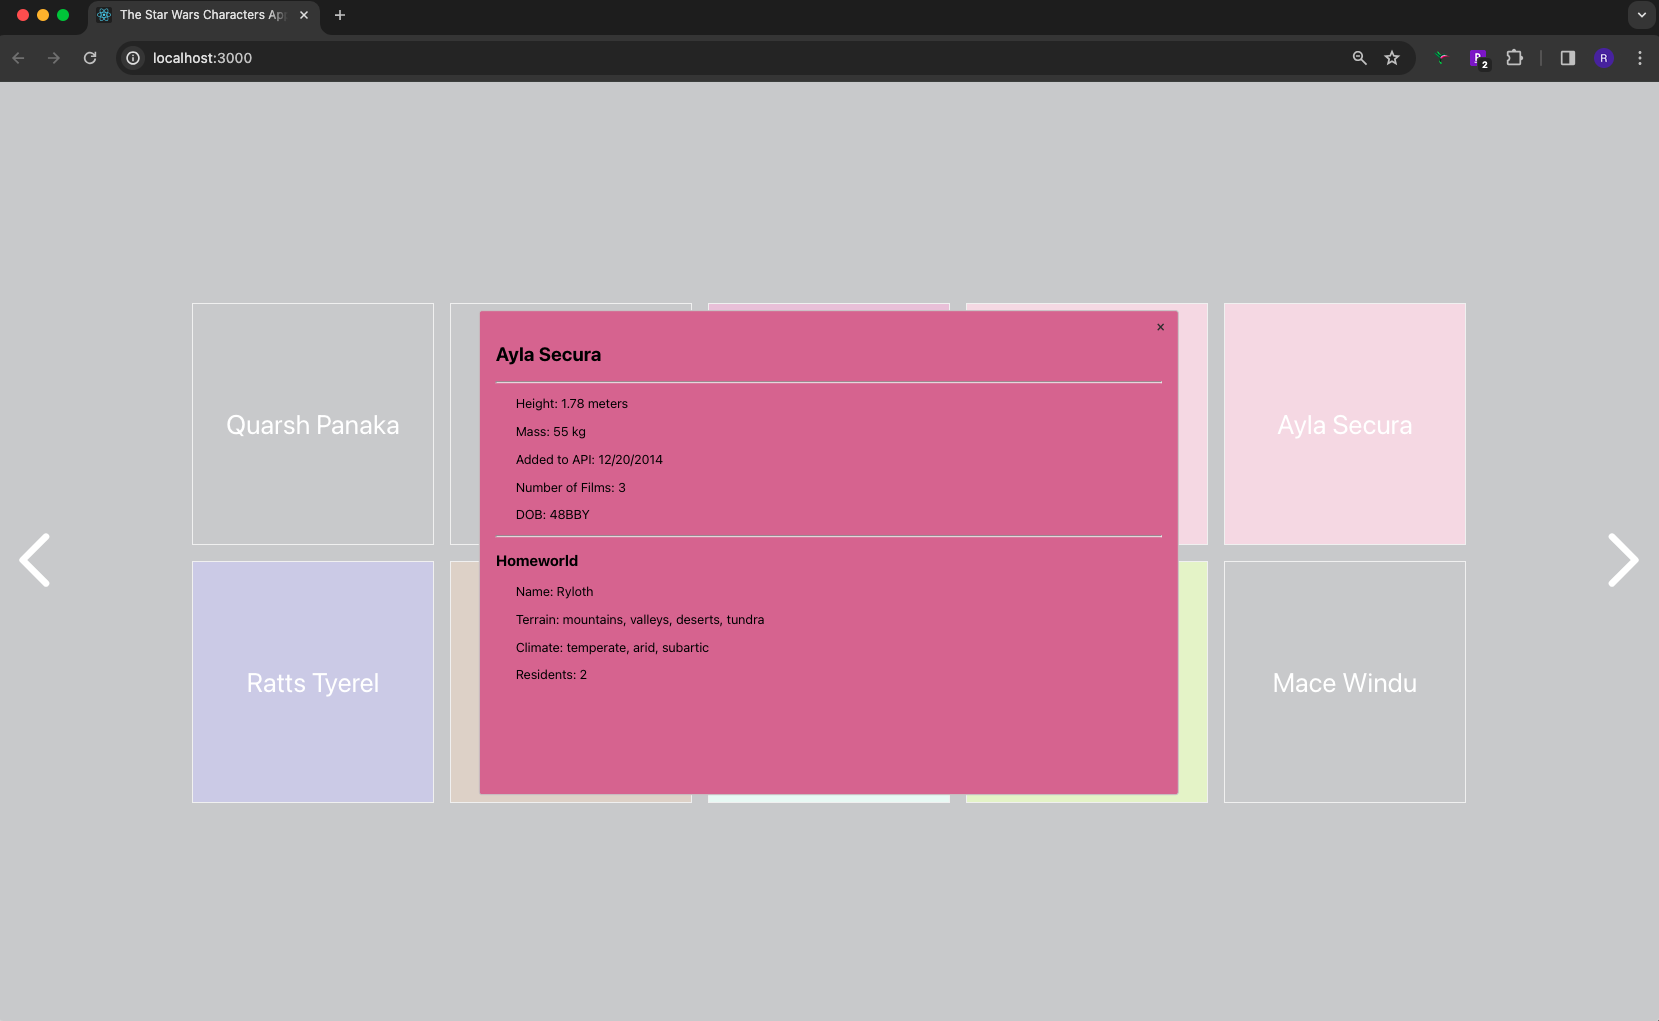 The Star Wars Characters Ap
localhost:3000
2
R
×
Ayla Secura
Height: 1.78 meters
Mass: 55 kg
Added to API: 12/20/2014
Number of Films: 3
DOB: 48BBY
Homeworld
Name: Ryloth
Terrain: mountains, valleys, deserts, tundra
Climate: temperate, arid, subartic
Residents: 2
Quarsh Panaka
Ayla Secura
Ratts Tyerel
Mace Windu